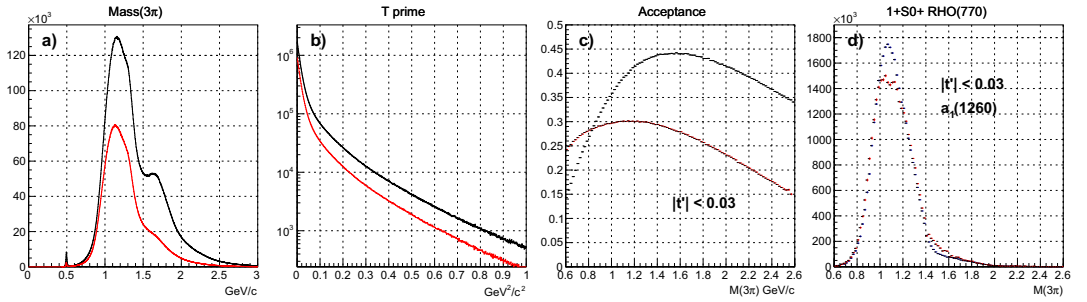 Mass(3π)
×10³
a)
120
100
80
60
40
20
0
0 0.5 1 1.5 2 2.5 3
GeV/c
T prime
b)
10⁶
10⁵
10⁴
10³
0 0.1 0.2 0.3 0.4 0.5 0.6 0.7 0.8 0.9 1
GeV²/c²
Acceptance
c)
0.5
0.45
0.4
0.35
0.3
0.25
0.2
0.15
0.1
0.05
0
|t'| < 0.03
0.6 0.8 1 1.2 1.4 1.6 1.8 2 2.2 2.4 2.6
M(3π) GeV/c
1+S0+ RHO(770)
×10³
d)
1800
1600
1400
1200
1000
800
600
400
200
0
|t'| < 0.03
a₁(1260)
0.6 0.8 1 1.2 1.4 1.6 1.8 2 2.2 2.4 2.6
M(3π)